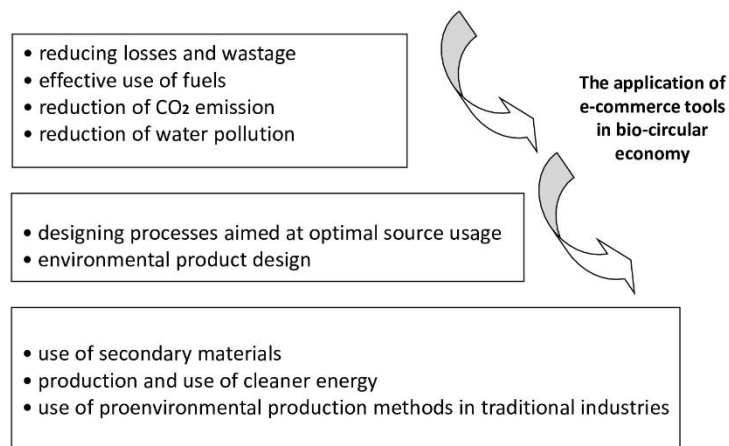 • reducing losses and wastage
• effective use of fuels
• reduction of CO₂ emission
• reduction of water pollution
The application of
e-commerce tools
in bio-circular
economy
• designing processes aimed at optimal source usage
• environmental product design
• use of secondary materials
• production and use of cleaner energy
• use of proenvironmental production methods in traditional industries